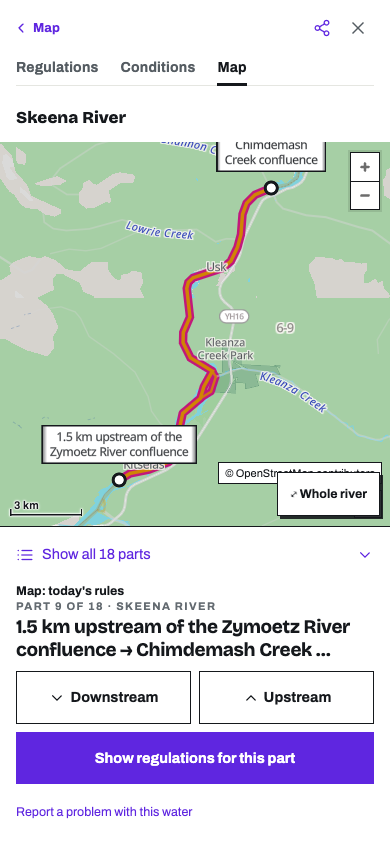 Map
Regulations
Conditions
Map
Skeena River
Chimdemash
Creek confluence
+
−
Lowrie Creek
Usk
YH16
6-9
Kleanza
Creek Park
Kleanza Creek
1.5 km upstream of the
Zymoetz River confluence
Kitselas
© OpenStreetMap contributors
3 km
Whole river
Show all 18 parts
Map: today's rules
PART 9 OF 18 · SKEENA RIVER
1.5 km upstream of the Zymoetz River
confluence → Chimdemash Creek ...
Downstream
Upstream
Show regulations for this part
Report a problem with this water